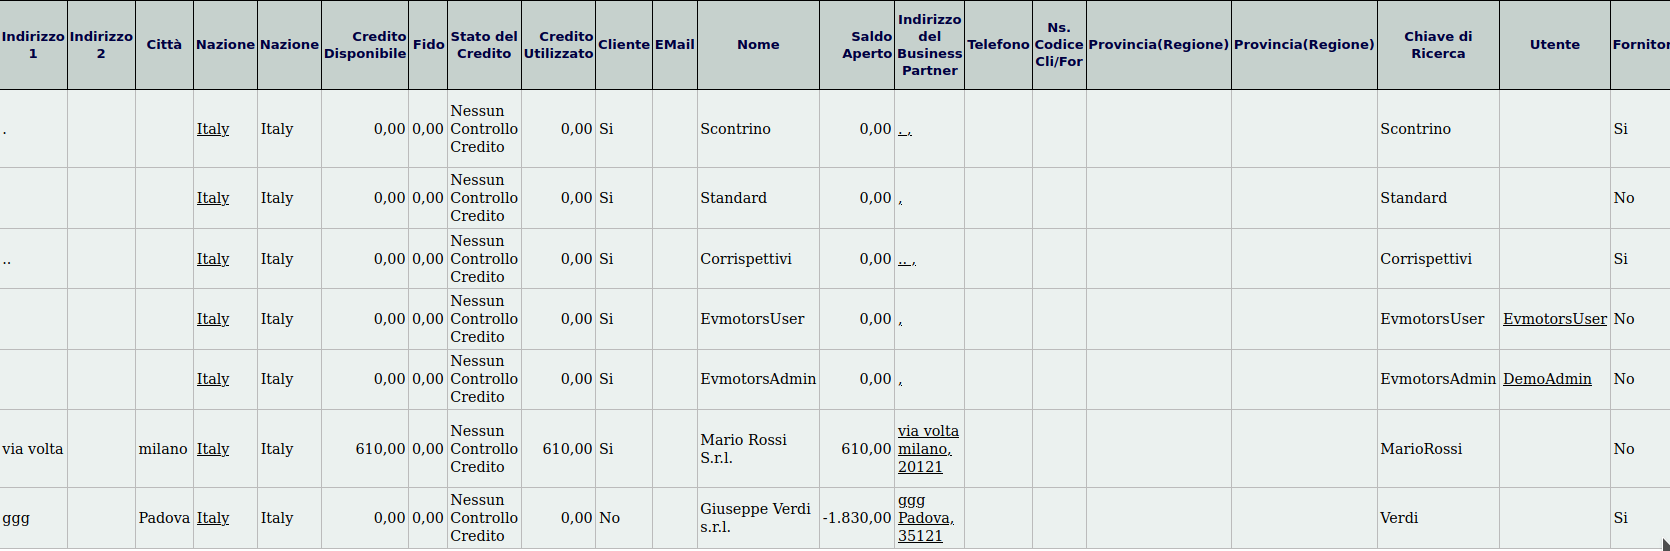 Indirizzo 1 Indirizzo 2 Città Nazione Nazione Credito Disponibile Fido Stato del Credito Credito Utilizzato Cliente EMail Nome Saldo Aperto Indirizzo del Business Partner Telefono Ns. Codice Cli/For Provincia(Regione) Provincia(Regione) Chiave di Ricerca Utente Fornitor
. Italy Italy 0,00 0,00 Nessun Controllo Credito 0,00 Si Scontrino 0,00 . , Scontrino Si
Italy Italy 0,00 0,00 Nessun Controllo Credito 0,00 Si Standard 0,00 , Standard No
.. Italy Italy 0,00 0,00 Nessun Controllo Credito 0,00 Si Corrispettivi 0,00 .. , Corrispettivi Si
Italy Italy 0,00 0,00 Nessun Controllo Credito 0,00 Si EvmotorsUser 0,00 , EvmotorsUser EvmotorsUser No
Italy Italy 0,00 0,00 Nessun Controllo Credito 0,00 Si EvmotorsAdmin 0,00 , EvmotorsAdmin DemoAdmin No
via volta milano Italy Italy 610,00 0,00 Nessun Controllo Credito 610,00 Si Mario Rossi S.r.l. 610,00 via volta milano, 20121 MarioRossi No
ggg Padova Italy Italy 0,00 0,00 Nessun Controllo Credito 0,00 No Giuseppe Verdi s.r.l. -1.830,00 ggg Padova, 35121 Verdi Si